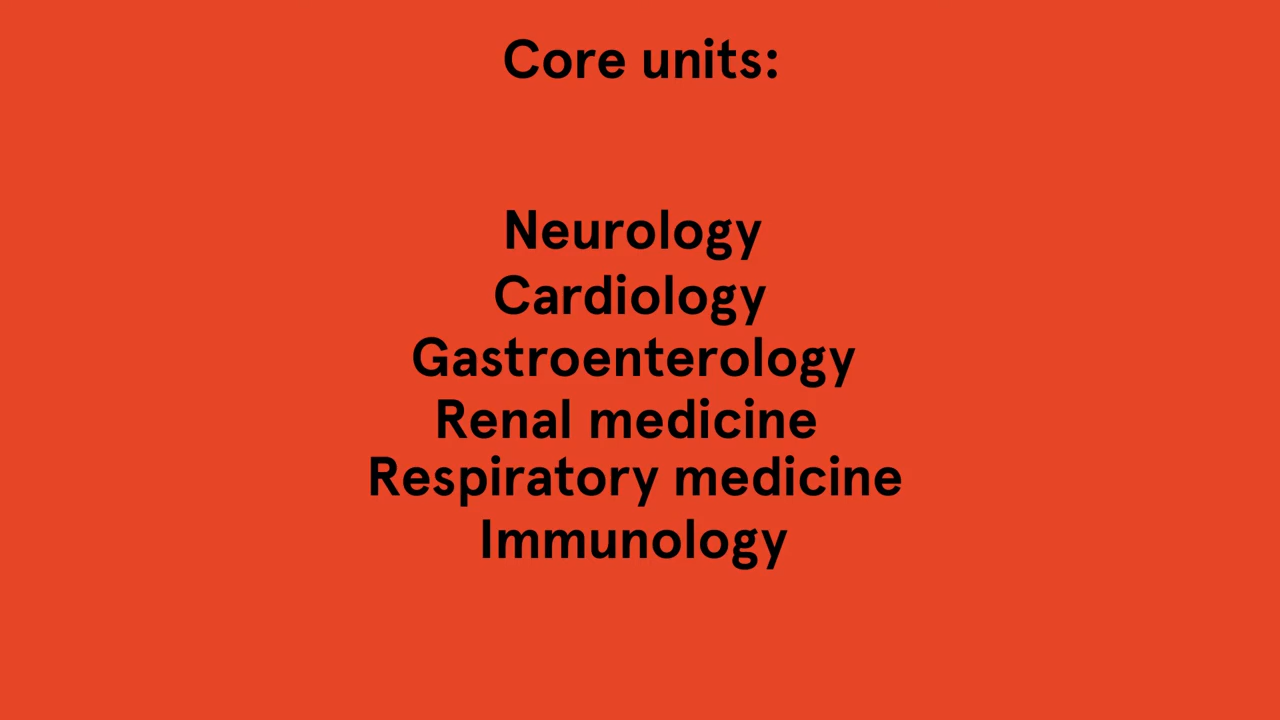 Core units:
Neurology
Cardiology
Gastroenterology
Renal medicine
Respiratory medicine
Immunology